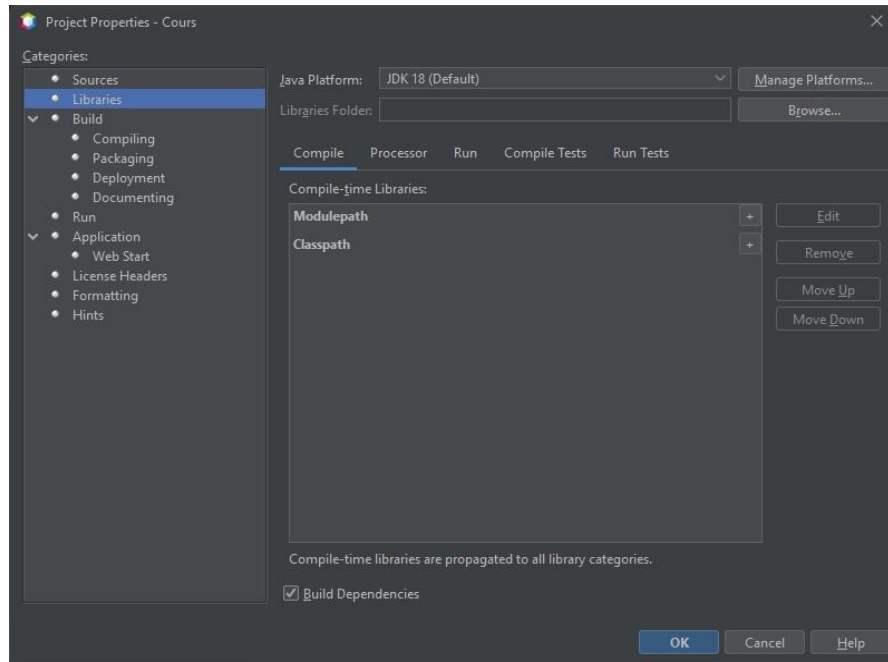 Project Properties - Cours
Categories:
Sources
Libraries
Build
Compiling
Packaging
Deployment
Documenting
Run
Application
Web Start
License Headers
Formatting
Hints
Java Platform: JDK 18 (Default) Manage Platforms...
Libraries Folder: Browse...
Compile Processor Run Compile Tests Run Tests
Compile-time Libraries:
Modulepath + Edit
Classpath +
Remove
Move Up
Move Down
Compile-time libraries are propagated to all library categories.
Build Dependencies
OK Cancel Help